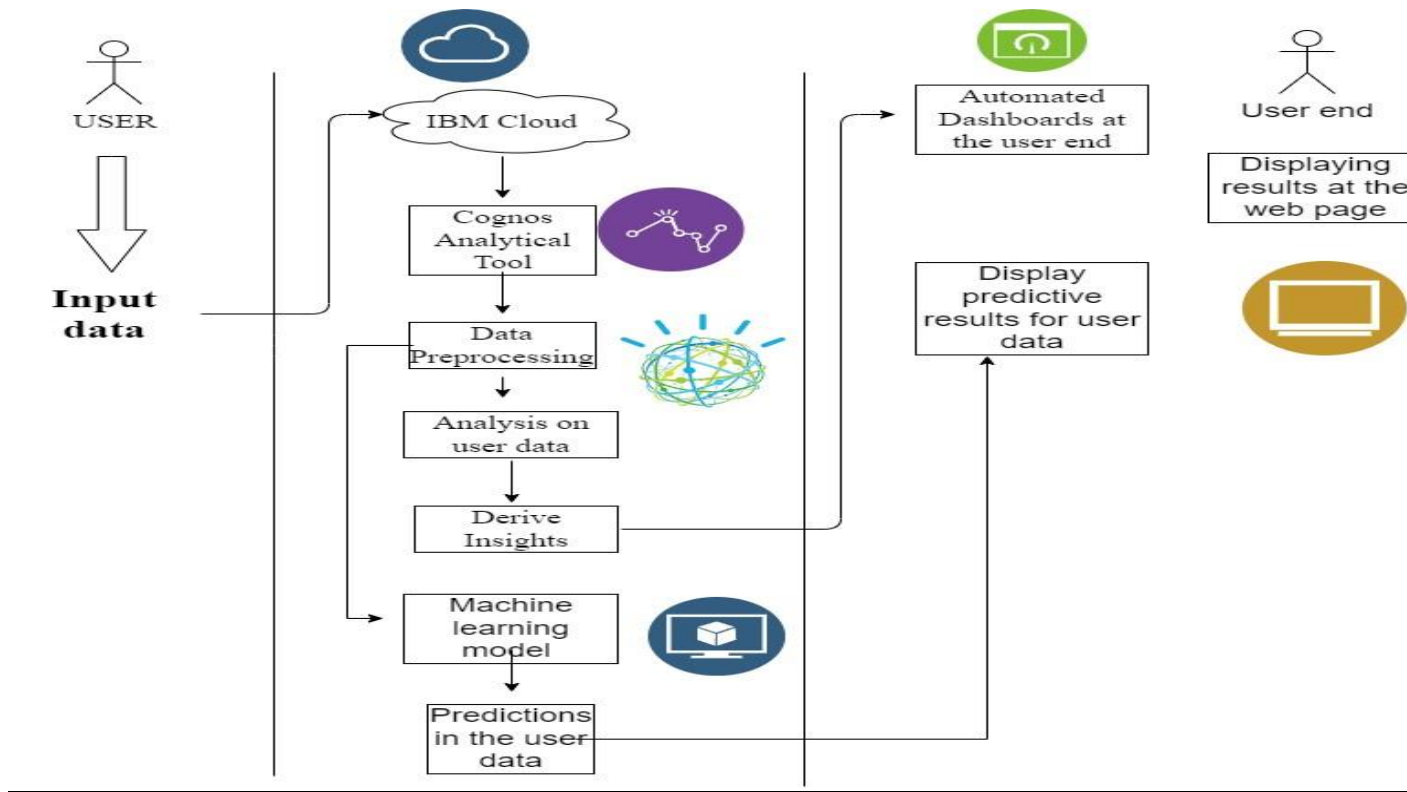 USER
Input
data
IBM Cloud
Cognos
Analytical
Tool
Data
Preprocessing
Analysis on
user data
Derive
Insights
Machine
learning
model
Predictions
in the user
data
Automated
Dashboards at
the user end
Display
predictive
results for user
data
User end
Displaying
results at the
web page